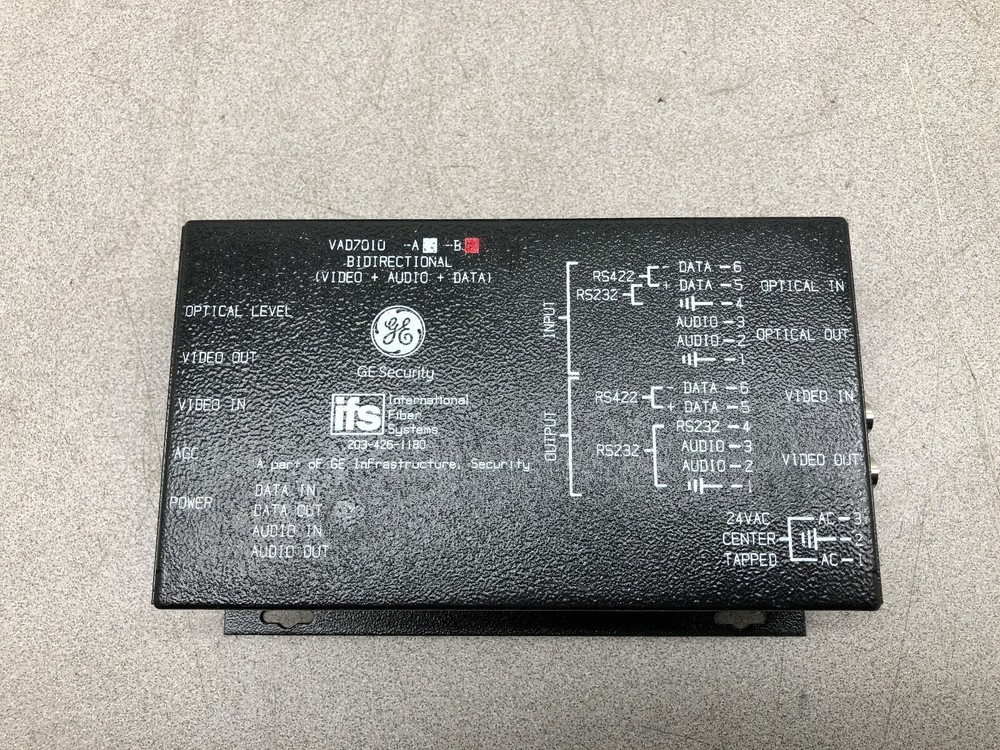 VAD7010 -A -B
BIDIRECTIONAL
(VIDEO + AUDIO + DATA)
OPTICAL LEVEL
VIDEO OUT
VIDEO IN
AGC
POWER
GE
GE Security
ifs International
Fiber
Systems
203-426-1180
A part of GE Infrastructure, Security
DATA IN
DATA OUT
AUDIO IN
AUDIO OUT
INPUT
RS422
RS232
- DATA - 6
+ DATA - 5
- 4
AUDIO - 3
AUDIO - 2
- 1
OUTPUT
RS422
- DATA - 6
+ DATA - 5
RS232 - 4
RS232
AUDIO - 3
AUDIO - 2
- 1
OPTICAL IN
OPTICAL OUT
VIDEO IN
VIDEO OUT
24VAC AC - 3
CENTER - 2
TAPPED AC - 1